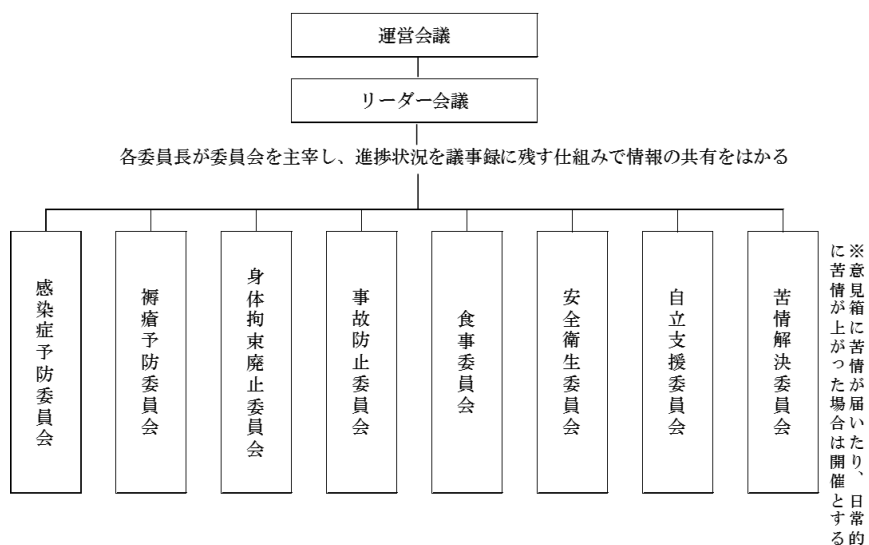 運営会議
リーダー会議
各委員長が委員会を主宰し、進捗状況を議事録に残す仕組みで情報の共有をはかる
感染症予防委員会
褥瘡予防委員会
身体拘束廃止委員会
事故防止委員会
食事委員会
安全衛生委員会
自立支援委員会
苦情解決委員会
※意見箱に苦情が届いたり、日常的
に苦情が上がった場合は開催とする